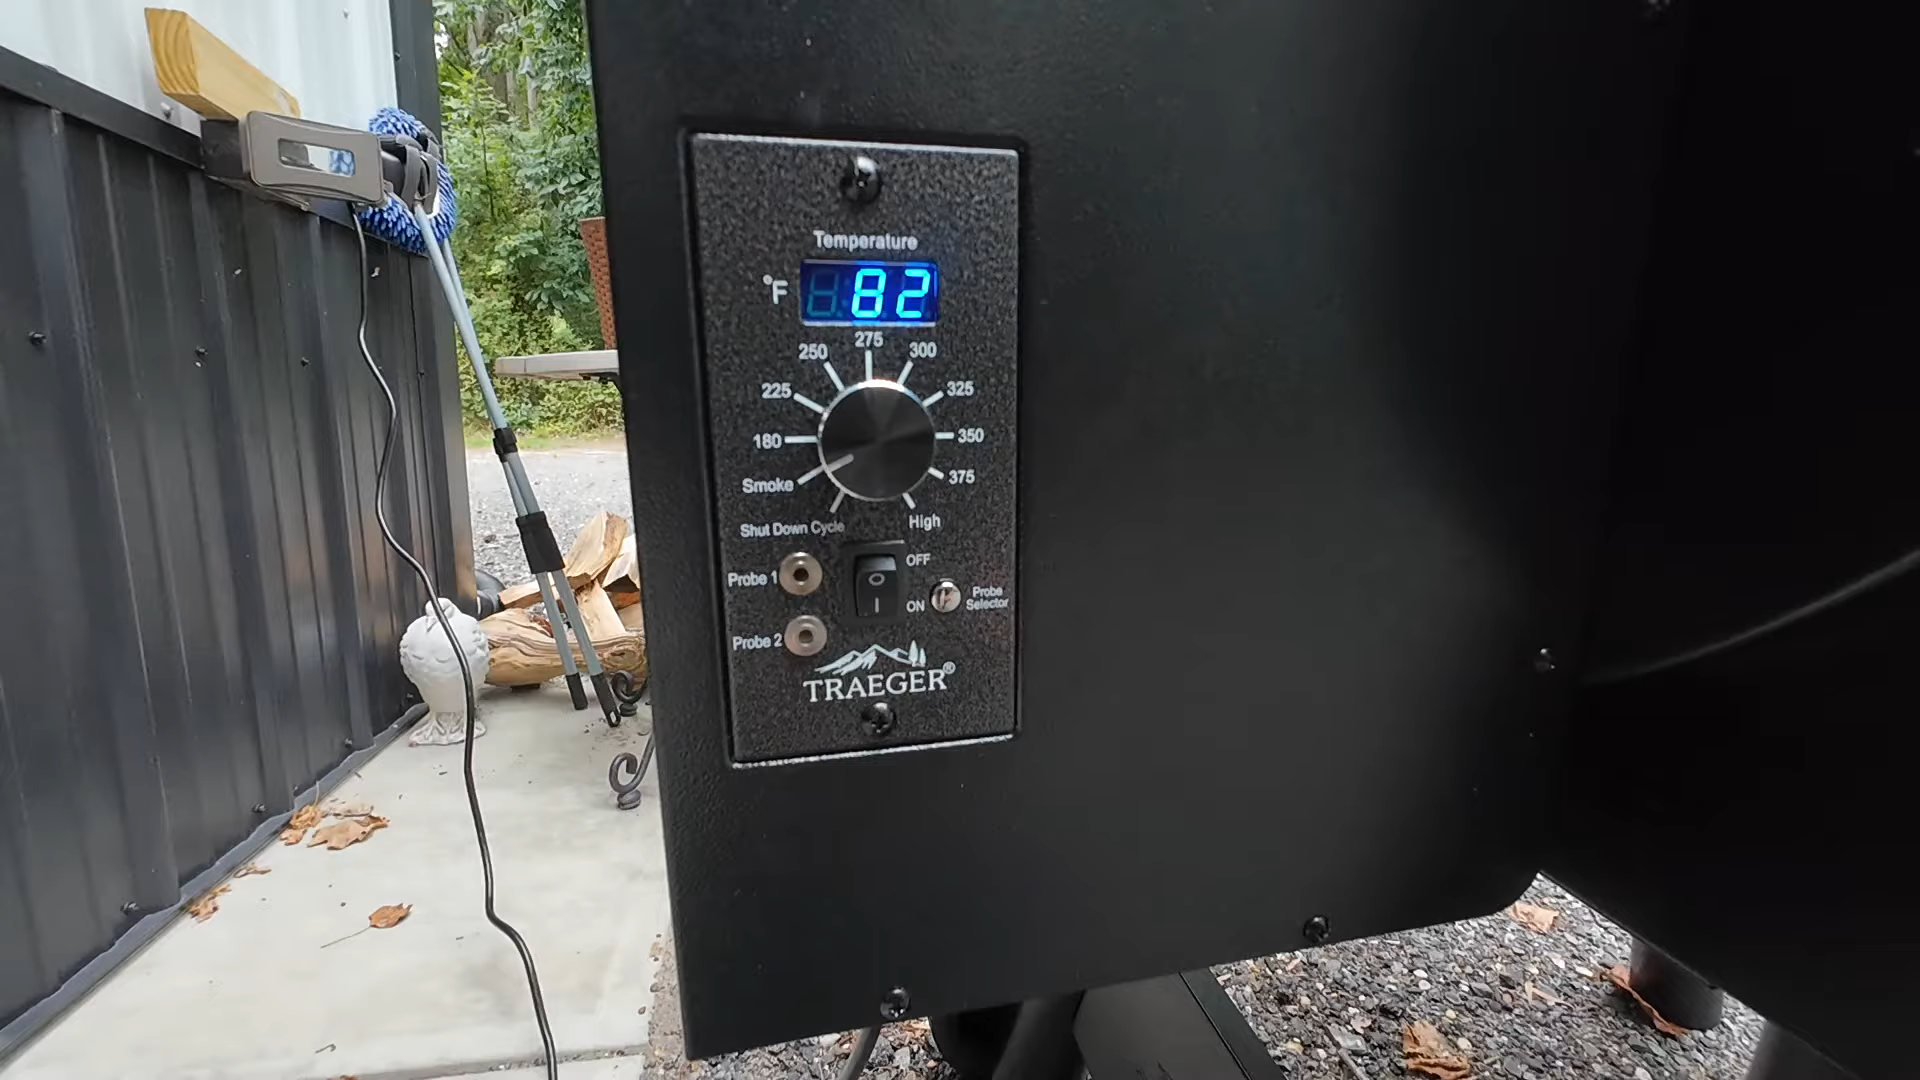 Temperature
°F 82
275
250 300
225 325
180 350
Smoke 375
Shut Down Cycle High
OFF
Probe 1
ON Probe Selector
Probe 2
TRAEGER®